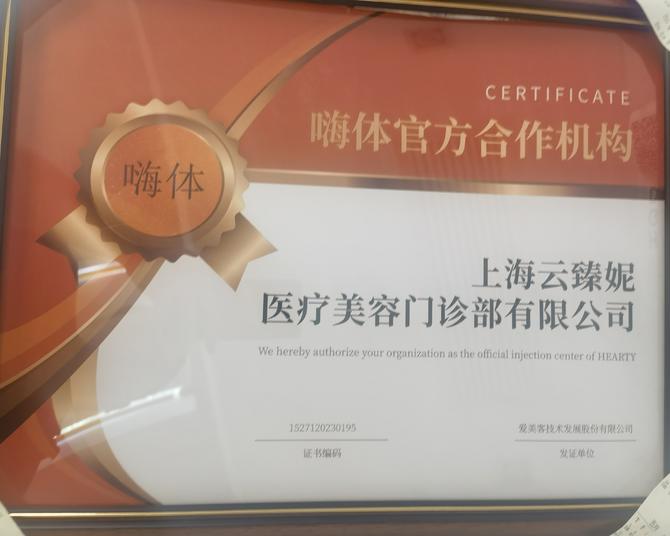 CERTIFICATE
嗨体官方合作机构
嗨体
上海云臻妮
医疗美容门诊部有限公司
We hereby authorize your organization as the official injection center of HEARTY
1527120230195
证书编码
爱美客技术发展股份有限公司
发证单位